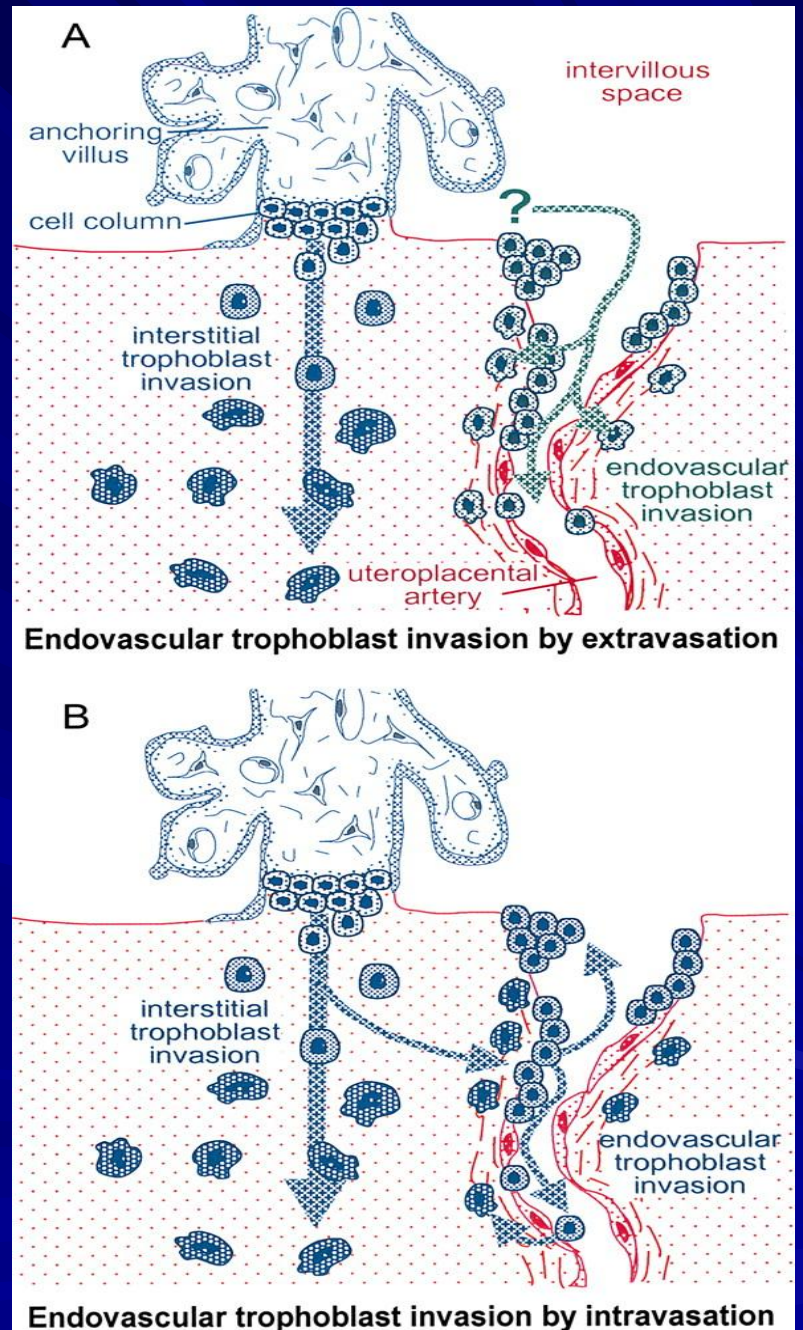 A
intervillous
space
anchoring
villus
cell column
?
interstitial
trophoblast
invasion
endovascular
trophoblast
invasion
uteroplacental
artery
Endovascular trophoblast invasion by extravasation
B
interstitial
trophoblast
invasion
endovascular
trophoblast
invasion
Endovascular trophoblast invasion by intravasation